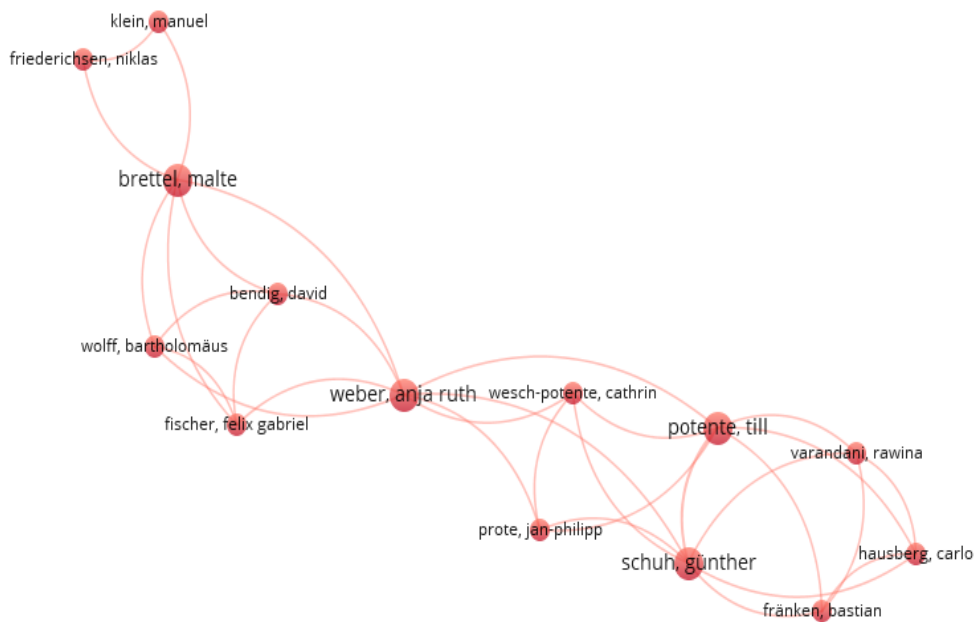 klein, manuel
friederichsen, niklas
brettel, malte
bendig, david
wolff, bartholomäus
weber, anja ruth
wesch-potente, cathrin
fischer, felix gabriel
potente, till
varandani, rawina
prote, jan-philipp
hausberg, carlo
schuh, günther
fränken, bastian